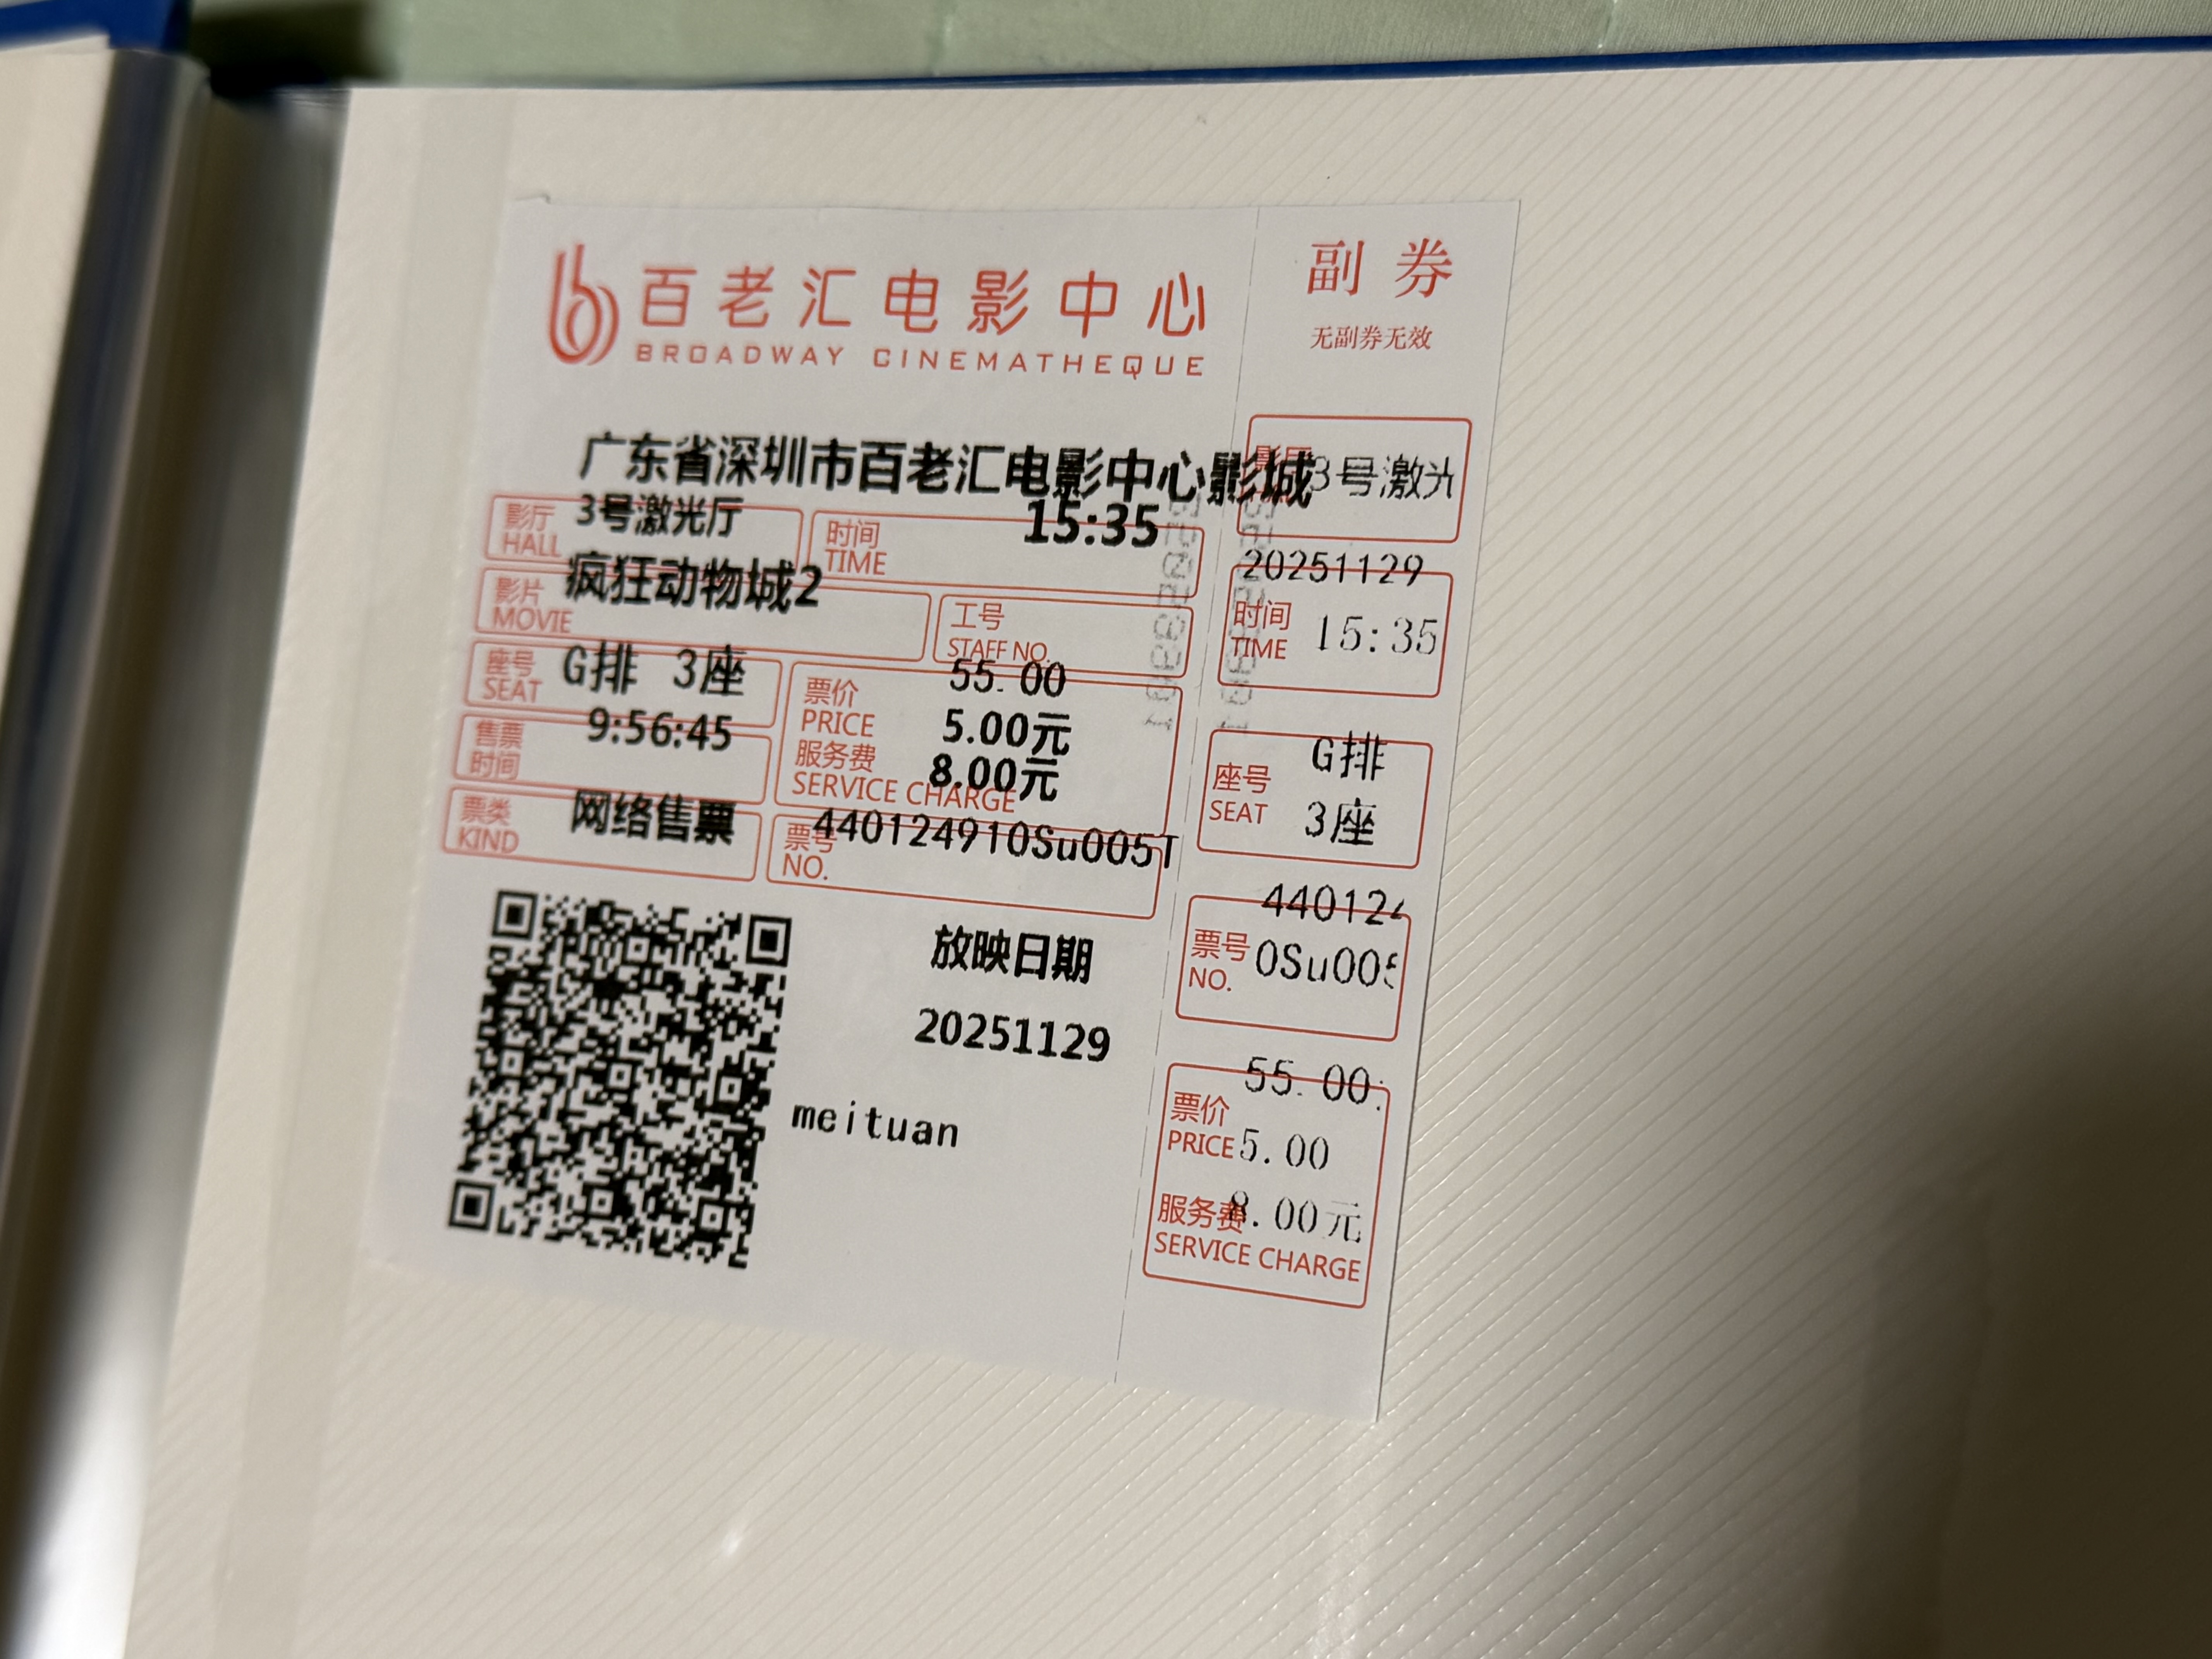 百老汇电影中心
BROADWAY CINEMATHEQUE
广东省深圳市百老汇电影中心影城
影厅 3号激光厅
HALL
时间 15:35
TIME
影片 疯狂动物城2
MOVIE
工号
STAFF NO.
座号 G排 3座
SEAT
55.00
票价
PRICE 5.00元
服务费
8.00元
SERVICE CHARGE
售票 9:56:45
时间
票类 网络售票
KIND
票号 440124910Su005T
NO.
放映日期
20251129
meituan
副券
无副券无效
3号激光
20251129
时间
TIME 15:35
座号 G排
SEAT 3座
44012
票号 0Su005
NO.
55.00:
票价
PRICE 5.00
服务费 8.00元
SERVICE CHARGE